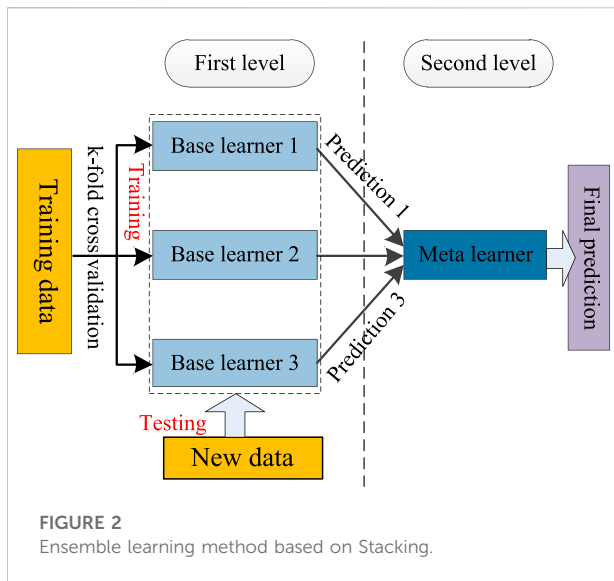 First level
Second level
Training data
k-fold cross validation
Training
Base learner 1
Base learner 2
Base learner 3
Prediction 1
Prediction 3
Meta learner
Final prediction
Testing
New data
FIGURE 2
Ensemble learning method based on Stacking.